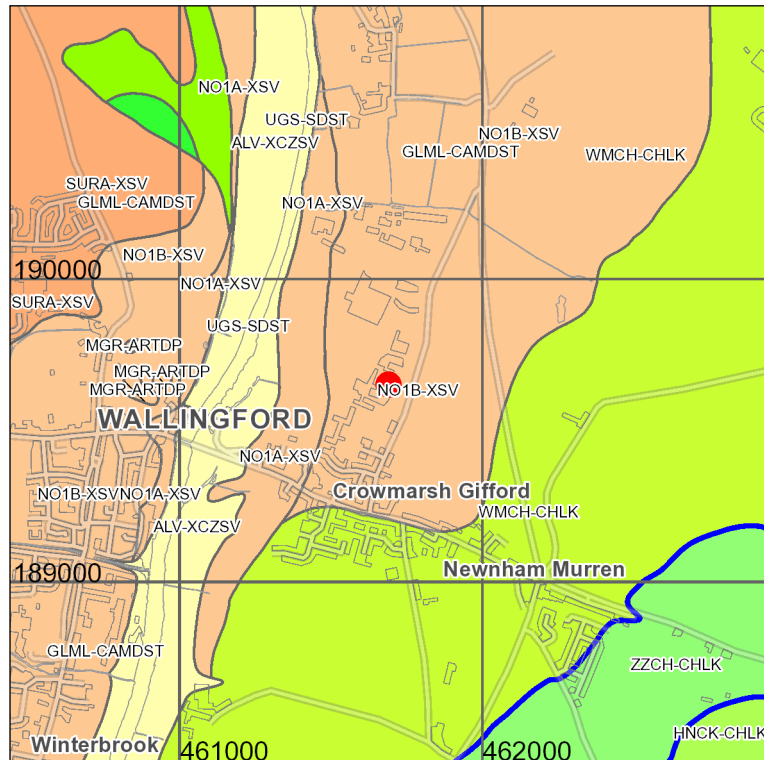 NO1A-XSV
UGS-SDST
ALV-XCZSV
NO1B-XSV
GLML-CAMDST
WMCH-CHLK
SURA-XSV
GLML-CAMDST
NO1A-XSV
NO1B-XSV
190000
NO1A-XSV
SURA-XSV
UGS-SDST
MGR-ARTDP
MGR-ARTDP
MGR-ARTDP
NO1B-XSV
WALLINGFORD
NO1A-XSV
Crowmarsh Gifford
NO1B-XSV
NO1A-XSV
WMCH-CHLK
ALV-XCZSV
189000
Newnham Murren
GLML-CAMDST
ZZCH-CHLK
HNCK-CHLK
Winterbrook
461000
462000